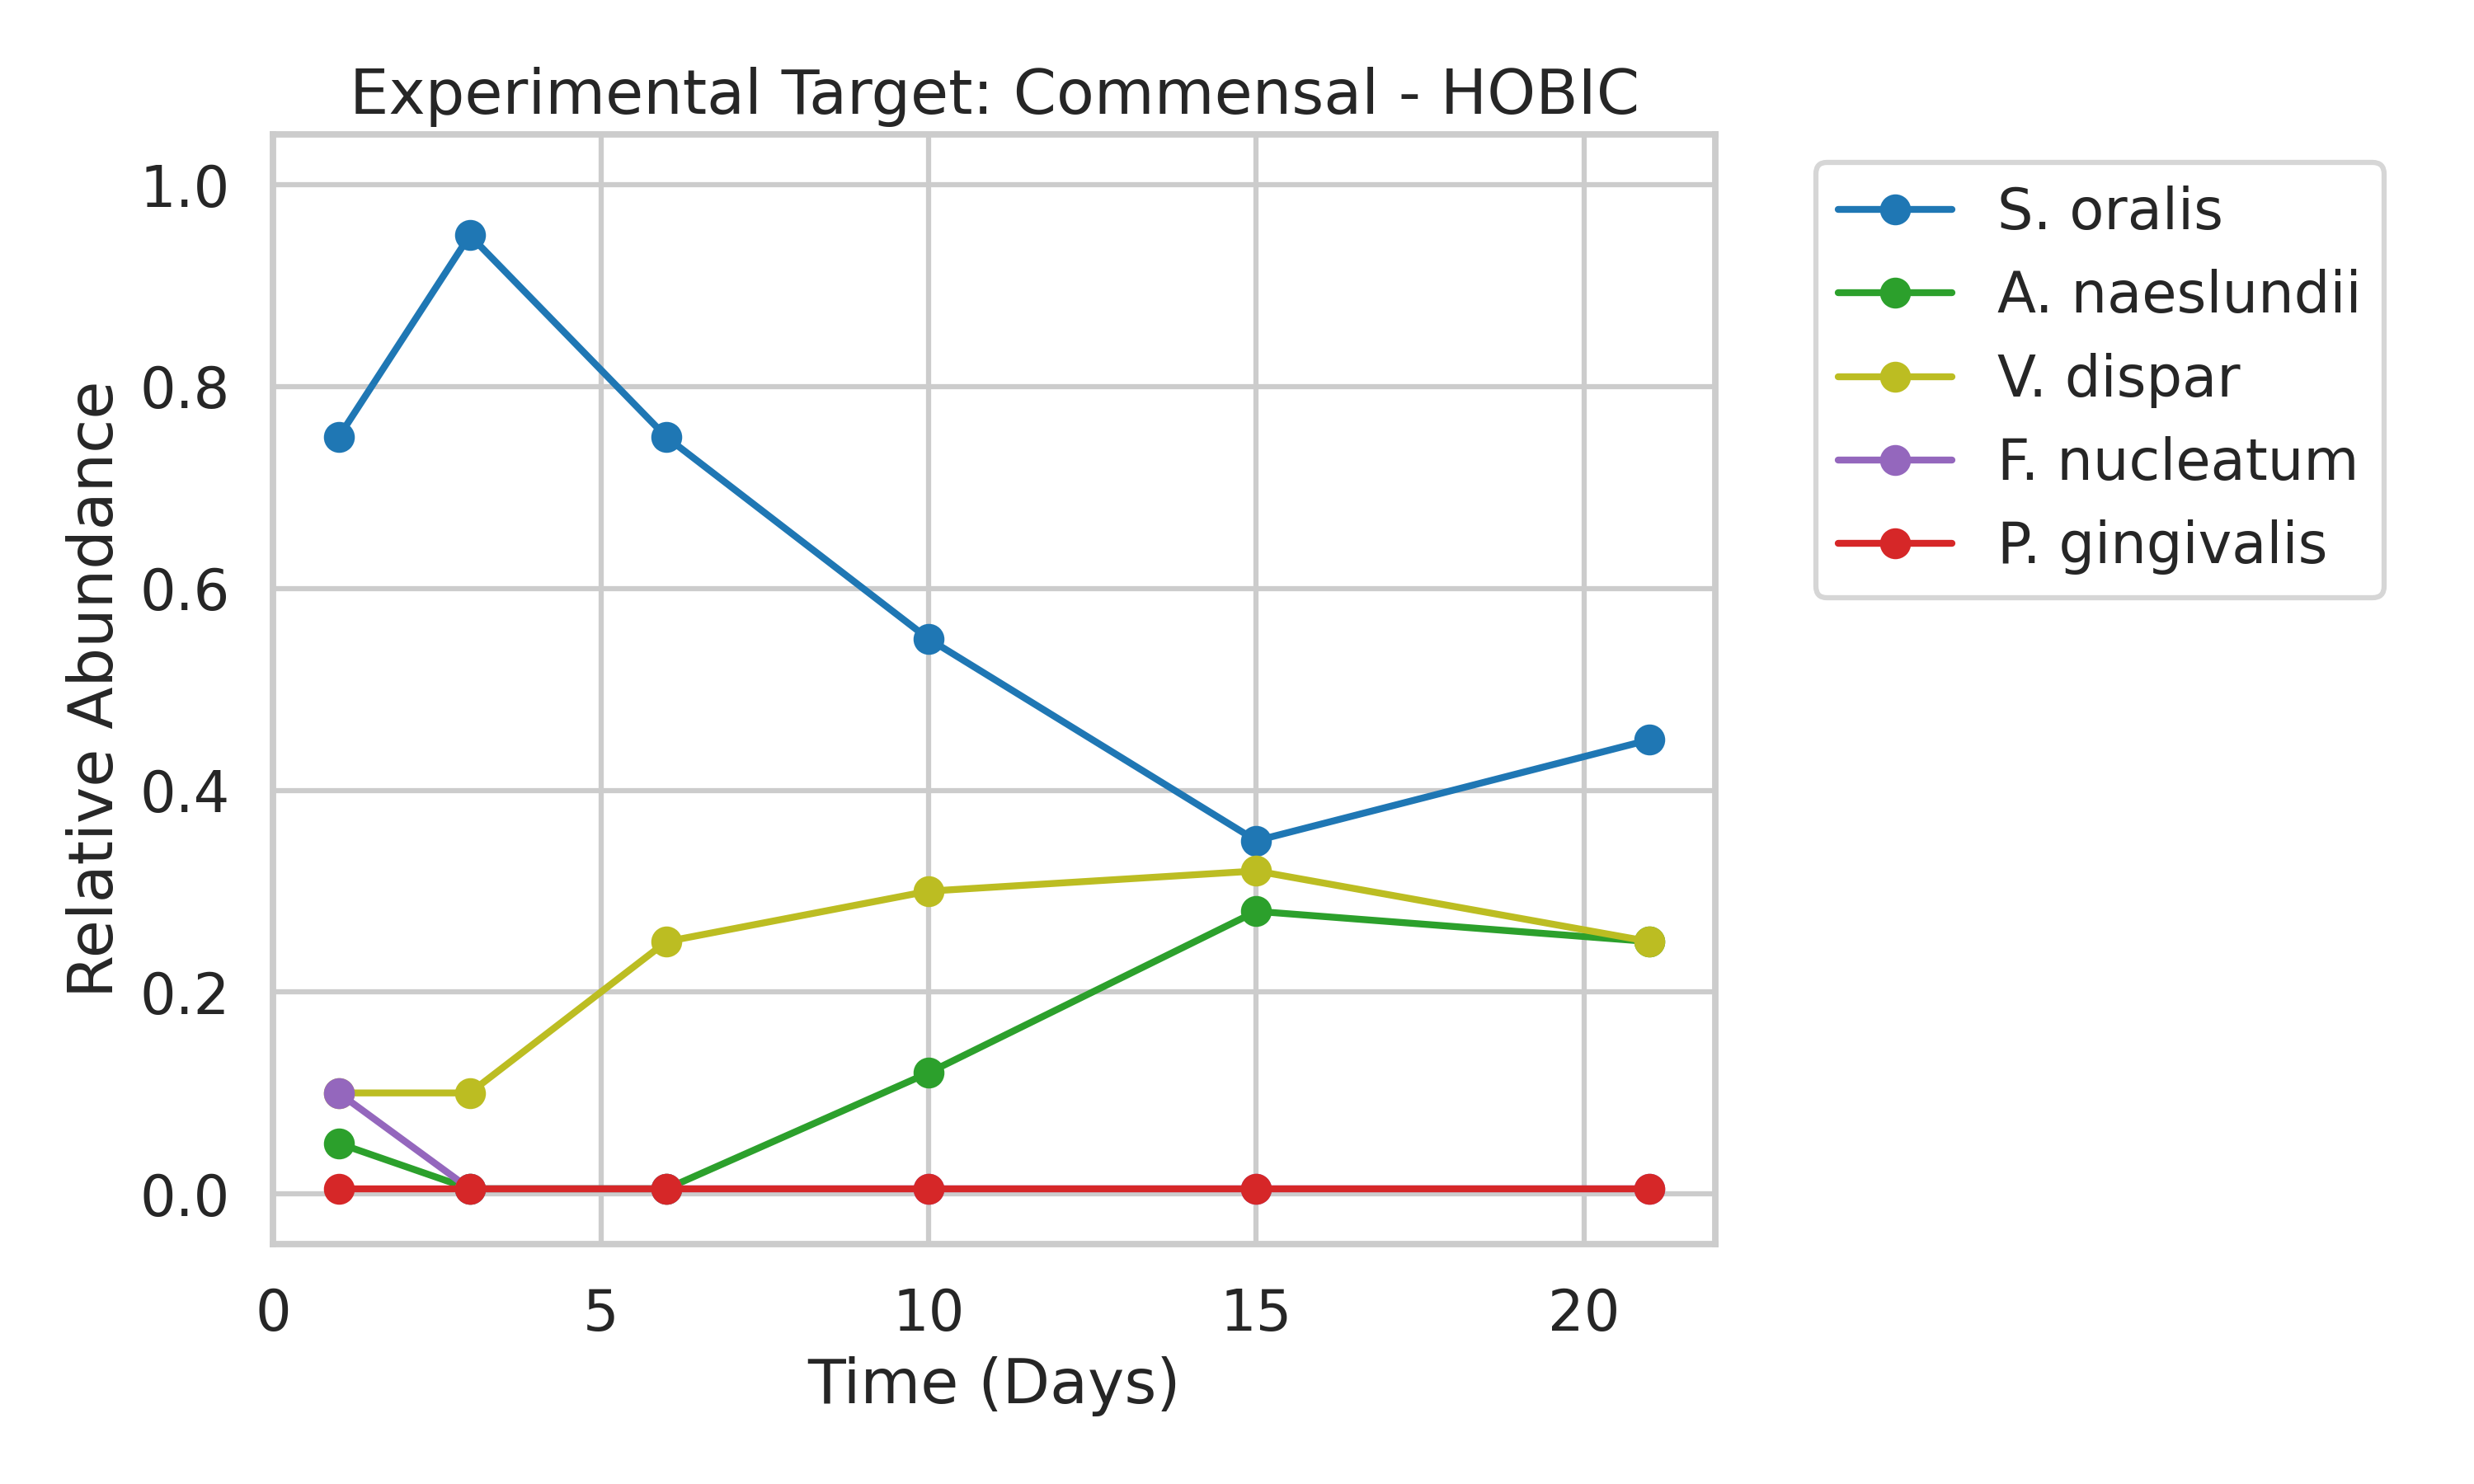 Experimental Target: Commensal - HOBIC
1.0
0.8
0.6
0.4
0.2
0.0
Relative Abundance
0 5 10 15 20
Time (Days)
S. oralis
A. naeslundii
V. dispar
F. nucleatum
P. gingivalis